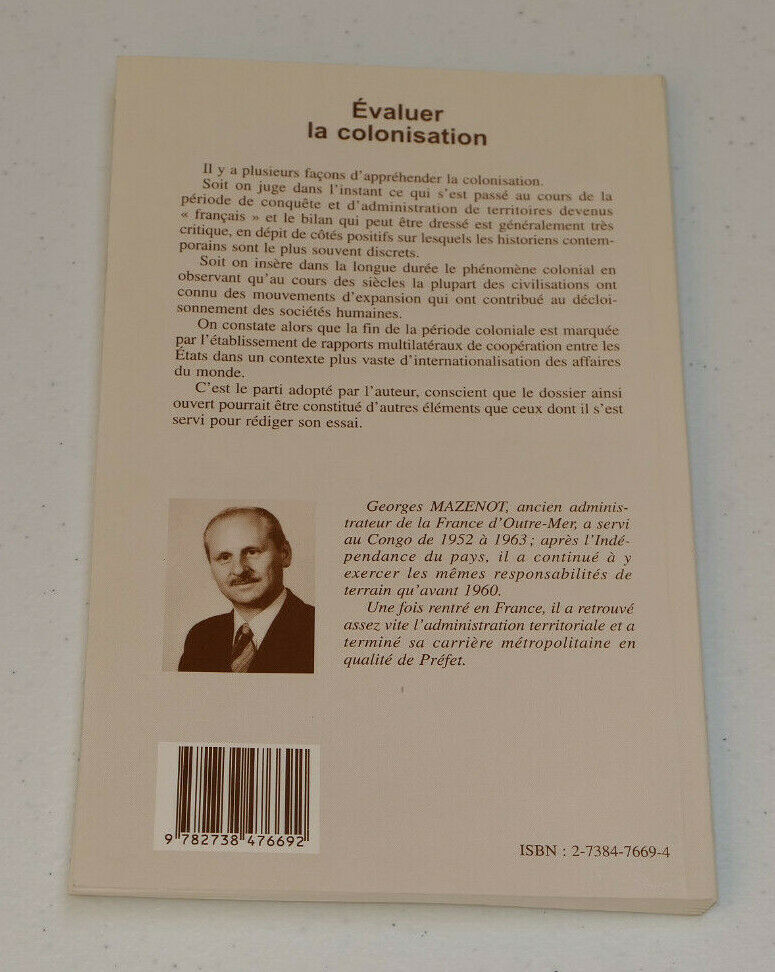 Évaluer
la colonisation
Il y a plusieurs façons d'appréhender la colonisation.
Soit on juge dans l'instant ce qui s'est passé au cours de la
période de conquête et d'administration de territoires devenus
« français » et le bilan qui peut être dressé est généralement très
critique, en dépit de côtés positifs sur lesquels les historiens contem-
porains sont le plus souvent discrets.
Soit on insère dans la longue durée le phénomène colonial en
observant qu'au cours des siècles la plupart des civilisations ont
connu des mouvements d'expansion qui ont contribué au décloi-
sonnement des sociétés humaines.
On constate alors que la fin de la période coloniale est marquée
par l'établissement de rapports multilatéraux de coopération entre les
États dans un contexte plus vaste d'internationalisation des affaires
du monde.
C'est le parti adopté par l'auteur, conscient que le dossier ainsi
ouvert pourrait être constitué d'autres éléments que ceux dont il s'est
servi pour rédiger son essai.
Georges MAZENOT, ancien adminis-
trateur de la France d'Outre-Mer, a servi
au Congo de 1952 à 1963 ; après l'Indé-
pendance du pays, il a continué à y
exercer les mêmes responsabilités de
terrain qu'avant 1960.
Une fois rentré en France, il a retrouvé
assez vite l'administration territoriale et a
terminé sa carrière métropolitaine en
qualité de Préfet.
9 782738 476692
ISBN : 2-7384-7669-4